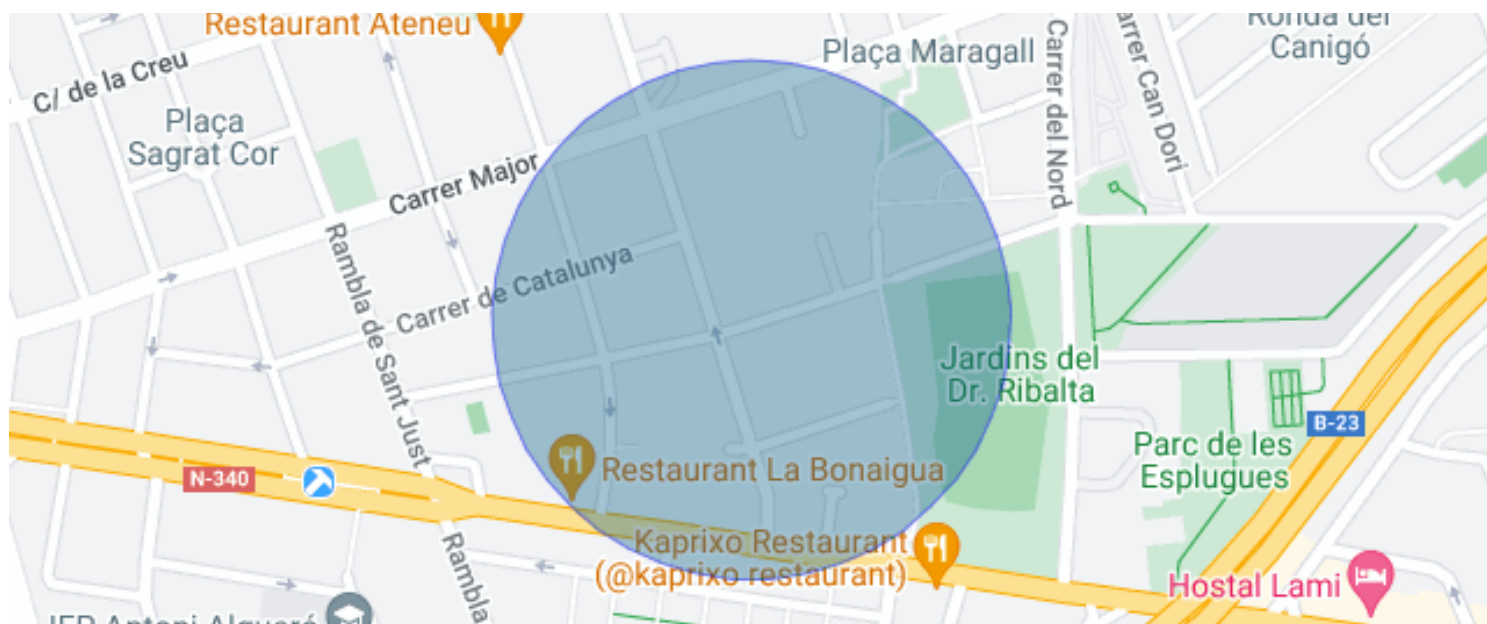 Restaurant Ateneu
C/ de la Creu
Plaça
Sagrat Cor
Carrer Major
Plaça Maragall
Carrer del Nord
Carrer Can Dori
Ronda del
Canigó
Rambla de Sant Just
Carrer de Catalunya
Jardins del
Dr. Ribalta
B-23
Parc de les
Esplugues
N-340
Restaurant La Bonaigua
Kaprixo Restaurant
(@kaprixo restaurant)
Rambla
Hostal Lami